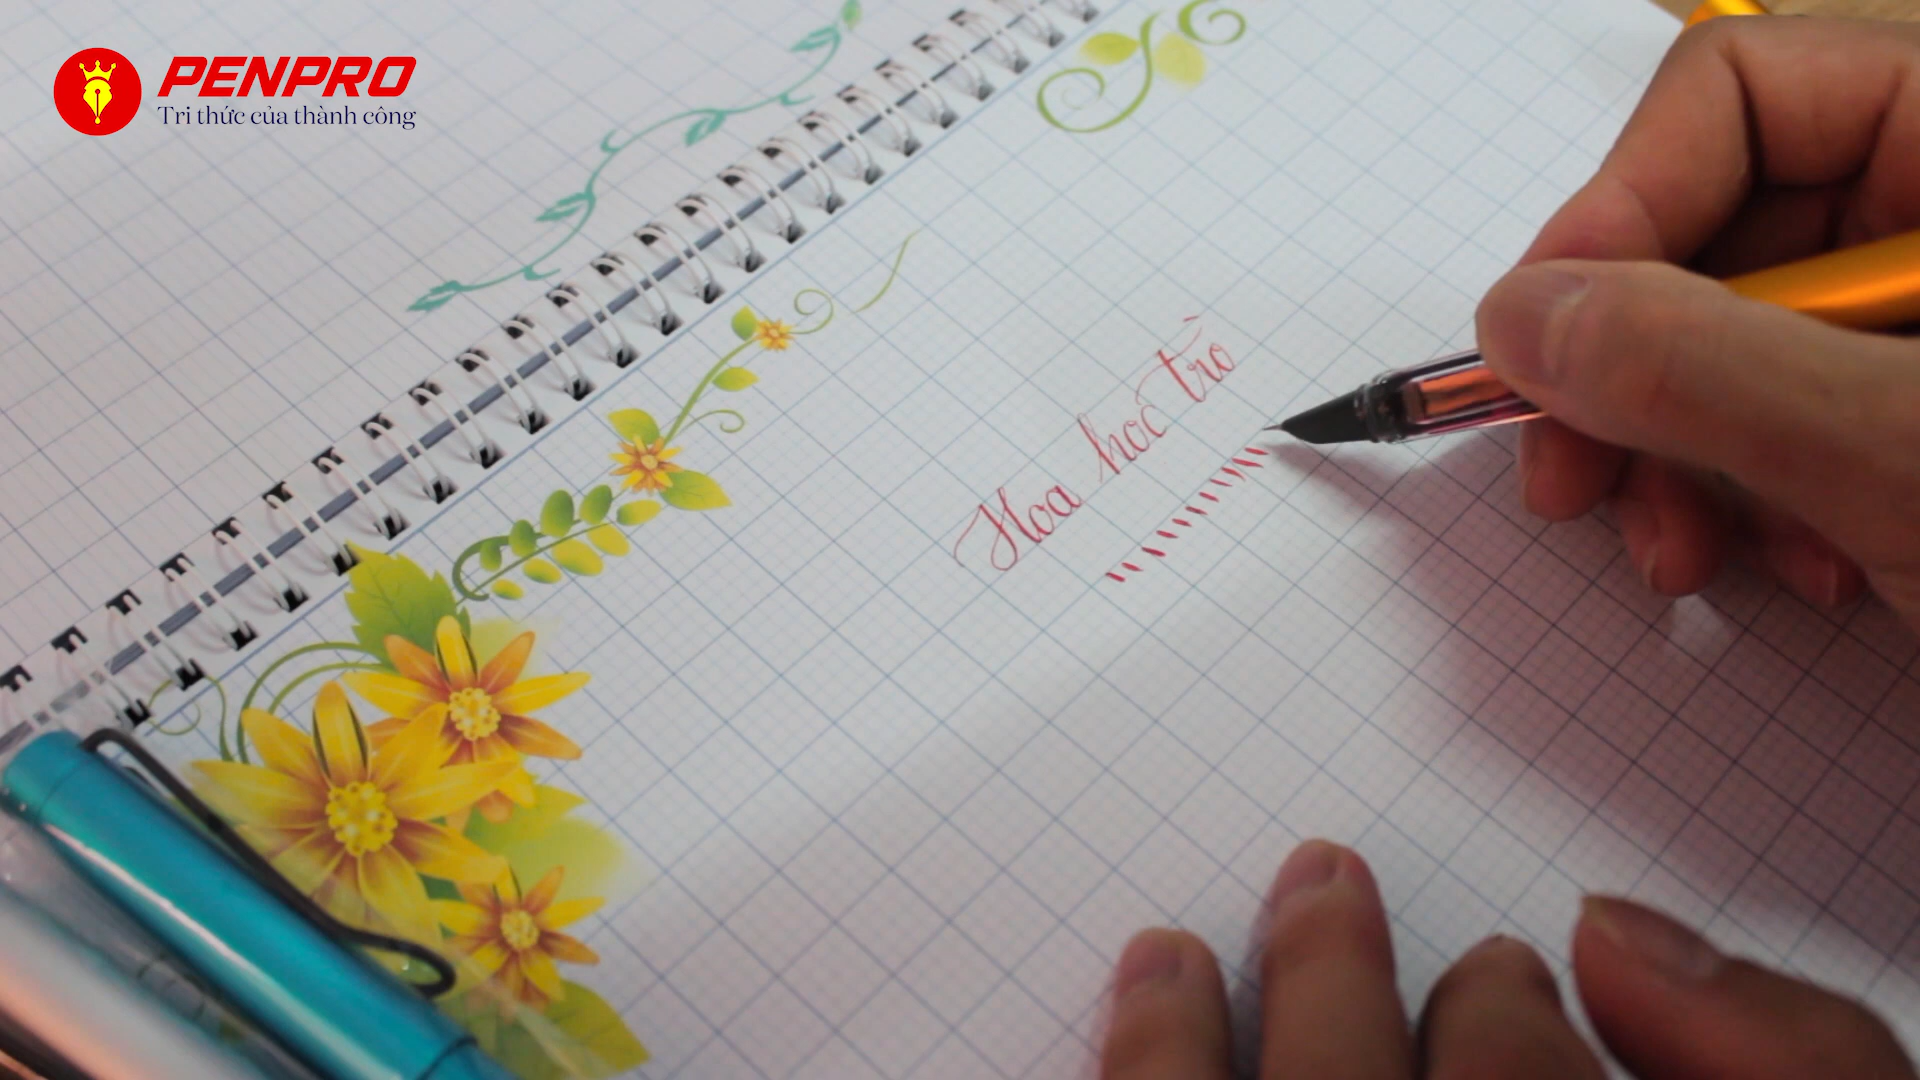 PENPRO
Tri thức của thành công
Hoa học trò